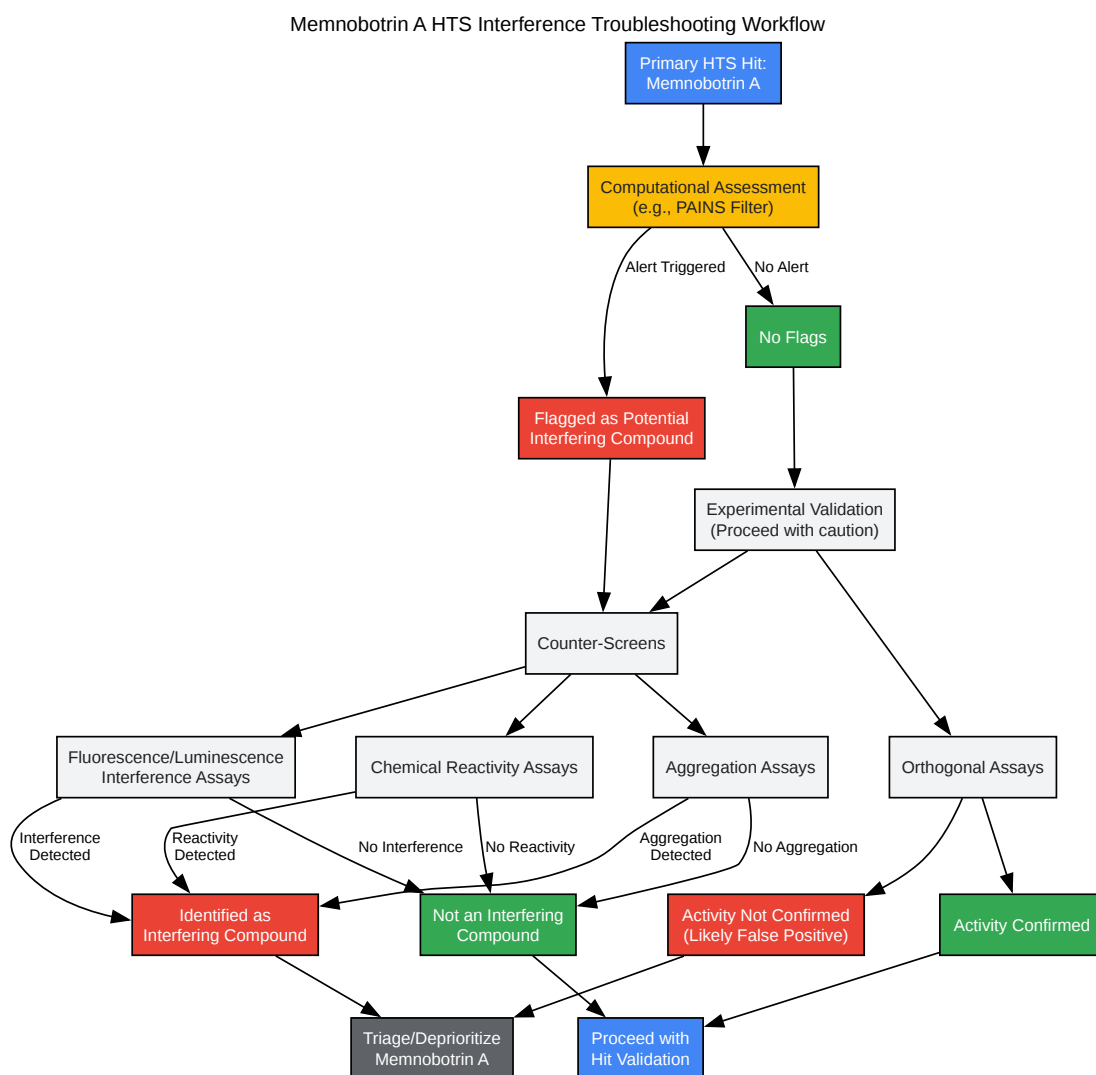 Memnobotrin A HTS Interference Troubleshooting Workflow
Primary HTS Hit:
Memnobotrin A
Computational Assessment
(e.g., PAINS Filter)
Alert Triggered
No Alert
No Flags
Flagged as Potential
Interfering Compound
Experimental Validation
(Proceed with caution)
Counter-Screens
Fluorescence/Luminescence
Interference Assays
Chemical Reactivity Assays
Aggregation Assays
Orthogonal Assays
Interference
Detected
Reactivity
Detected
No Interference
No Reactivity
Aggregation
Detected
No Aggregation
Identified as
Interfering Compound
Not an Interfering
Compound
Activity Not Confirmed
(Likely False Positive)
Activity Confirmed
Triage/Deprioritize
Memnobotrin A
Proceed with
Hit Validation